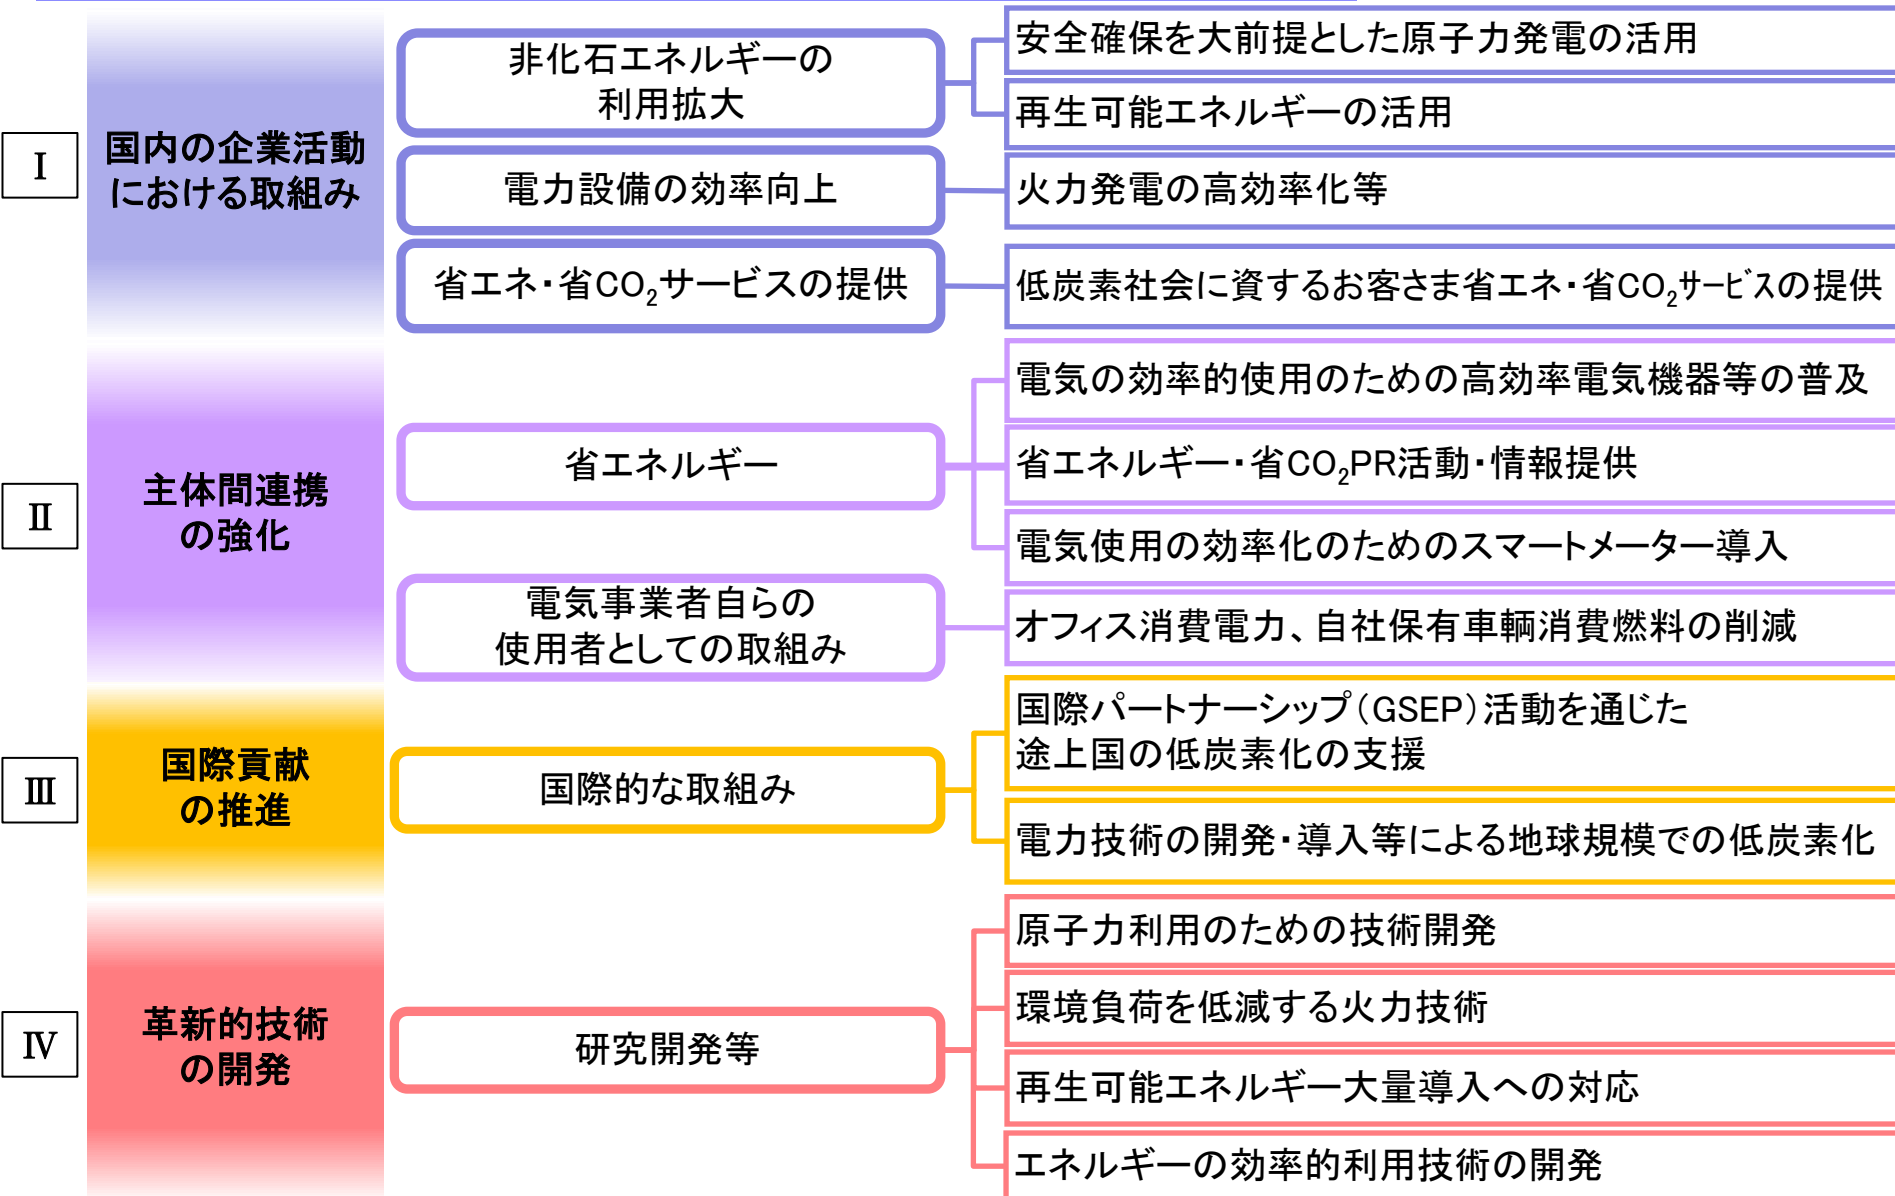 Ⅰ
国内の企業活動
における取組み
非化石エネルギーの
利用拡大
安全確保を大前提とした原子力発電の活用
再生可能エネルギーの活用
電力設備の効率向上
火力発電の高効率化等
省エネ・省CO₂サービスの提供
低炭素社会に資するお客さま省エネ・省CO₂サービスの提供
Ⅱ
主体間連携
の強化
省エネルギー
電気の効率的使用のための高効率電気機器等の普及
省エネルギー・省CO₂PR活動・情報提供
電気使用の効率化のためのスマートメーター導入
電気事業者自らの
使用者としての取組み
オフィス消費電力、自社保有車輌消費燃料の削減
Ⅲ
国際貢献
の推進
国際的な取組み
国際パートナーシップ(GSEP)活動を通じた
途上国の低炭素化の支援
電力技術の開発・導入等による地球規模での低炭素化
Ⅳ
革新的技術
の開発
研究開発等
原子力利用のための技術開発
環境負荷を低減する火力技術
再生可能エネルギー大量導入への対応
エネルギーの効率的利用技術の開発